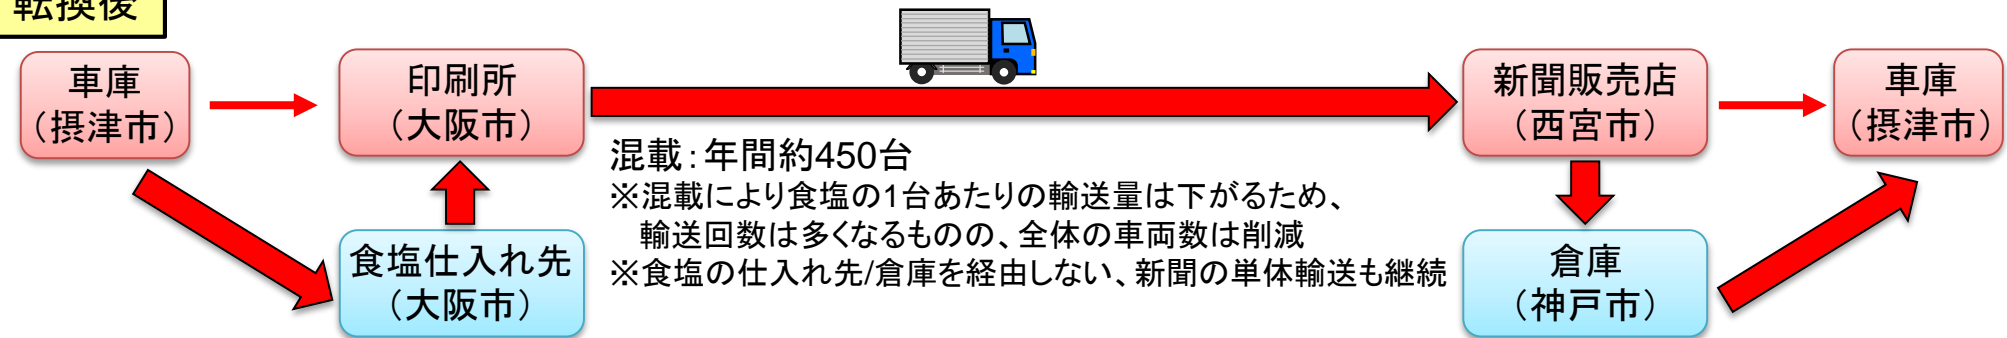 転換後
車庫
（摂津市）
印刷所
（大阪市）
新聞販売店
（西宮市）
車庫
（摂津市）
混載：年間約450台
※混載により食塩の1台あたりの輸送量は下がるため、
輸送回数は多くなるものの、全体の車両数は削減
※食塩の仕入れ先/倉庫を経由しない、新聞の単体輸送も継続
食塩仕入れ先
（大阪市）
倉庫
（神戸市）